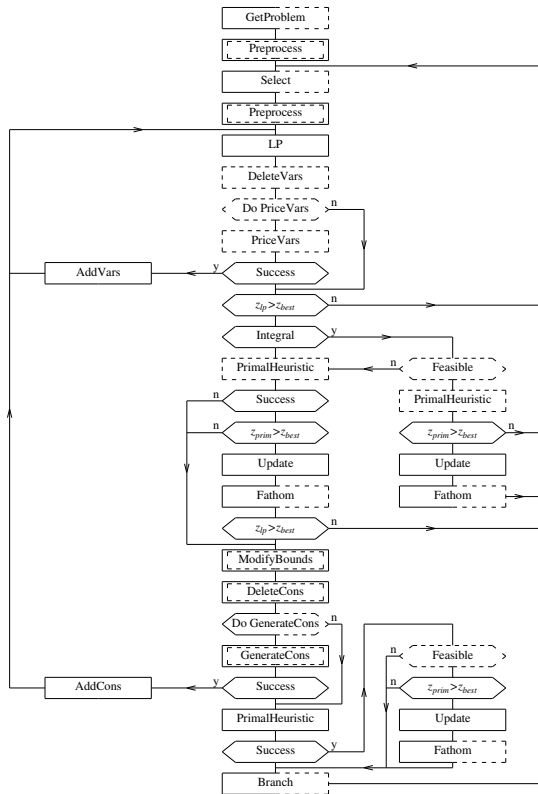 GetProblem
Preprocess
Select
Preprocess
LP
DeleteVars
Do PriceVars
n
PriceVars
AddVars
y
Success
z_lp>z_best
n
Integral
y
PrimalHeuristic
n
Feasible
n
Success
PrimalHeuristic
n
z_prim>z_best
z_prim>z_best
n
Update
Update
Fathom
Fathom
z_lp>z_best
n
ModifyBounds
DeleteCons
Do GenerateCons
n
GenerateCons
n
Feasible
AddCons
y
Success
n
z_prim>z_best
PrimalHeuristic
Update
Success
y
Fathom
Branch